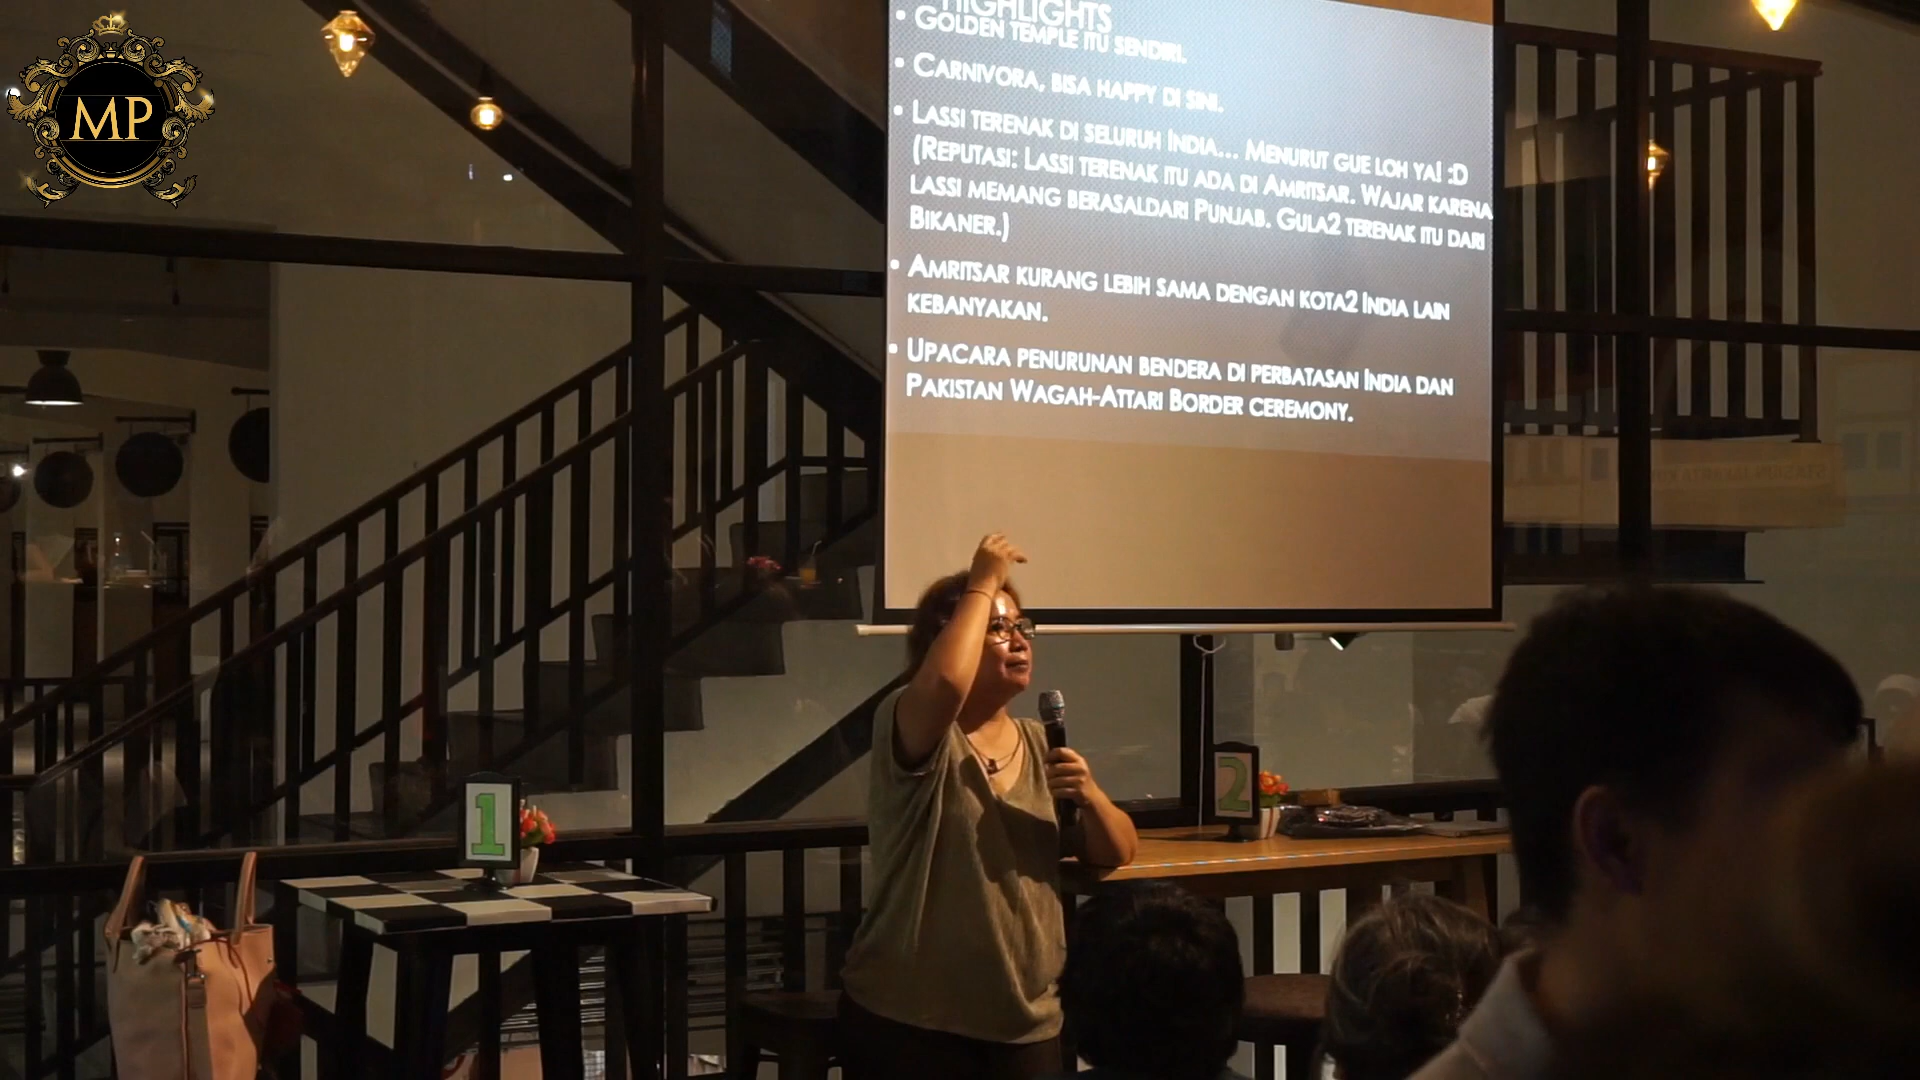 MP
HIGHLIGHTS
• GOLDEN TEMPLE ITU SENDIRI.
• CARNIVORA, BISA HAPPY DI SINI.
• LASSI TERENAK DI SELURUH INDIA... MENURUT GUE LOH YA! :D
(REPUTASI: LASSI TERENAK ITU ADA DI AMRITSAR. WAJAR KARENA
LASSI MEMANG BERASALDARI PUNJAB. GULA2 TERENAK ITU DARI
BIKANER.)
• AMRITSAR KURANG LEBIH SAMA DENGAN KOTA2 INDIA LAIN
KEBANYAKAN.
• UPACARA PENURUNAN BENDERA DI PERBATASAN INDIA DAN
PAKISTAN WAGAH-ATTARI BORDER CEREMONY.
1
2